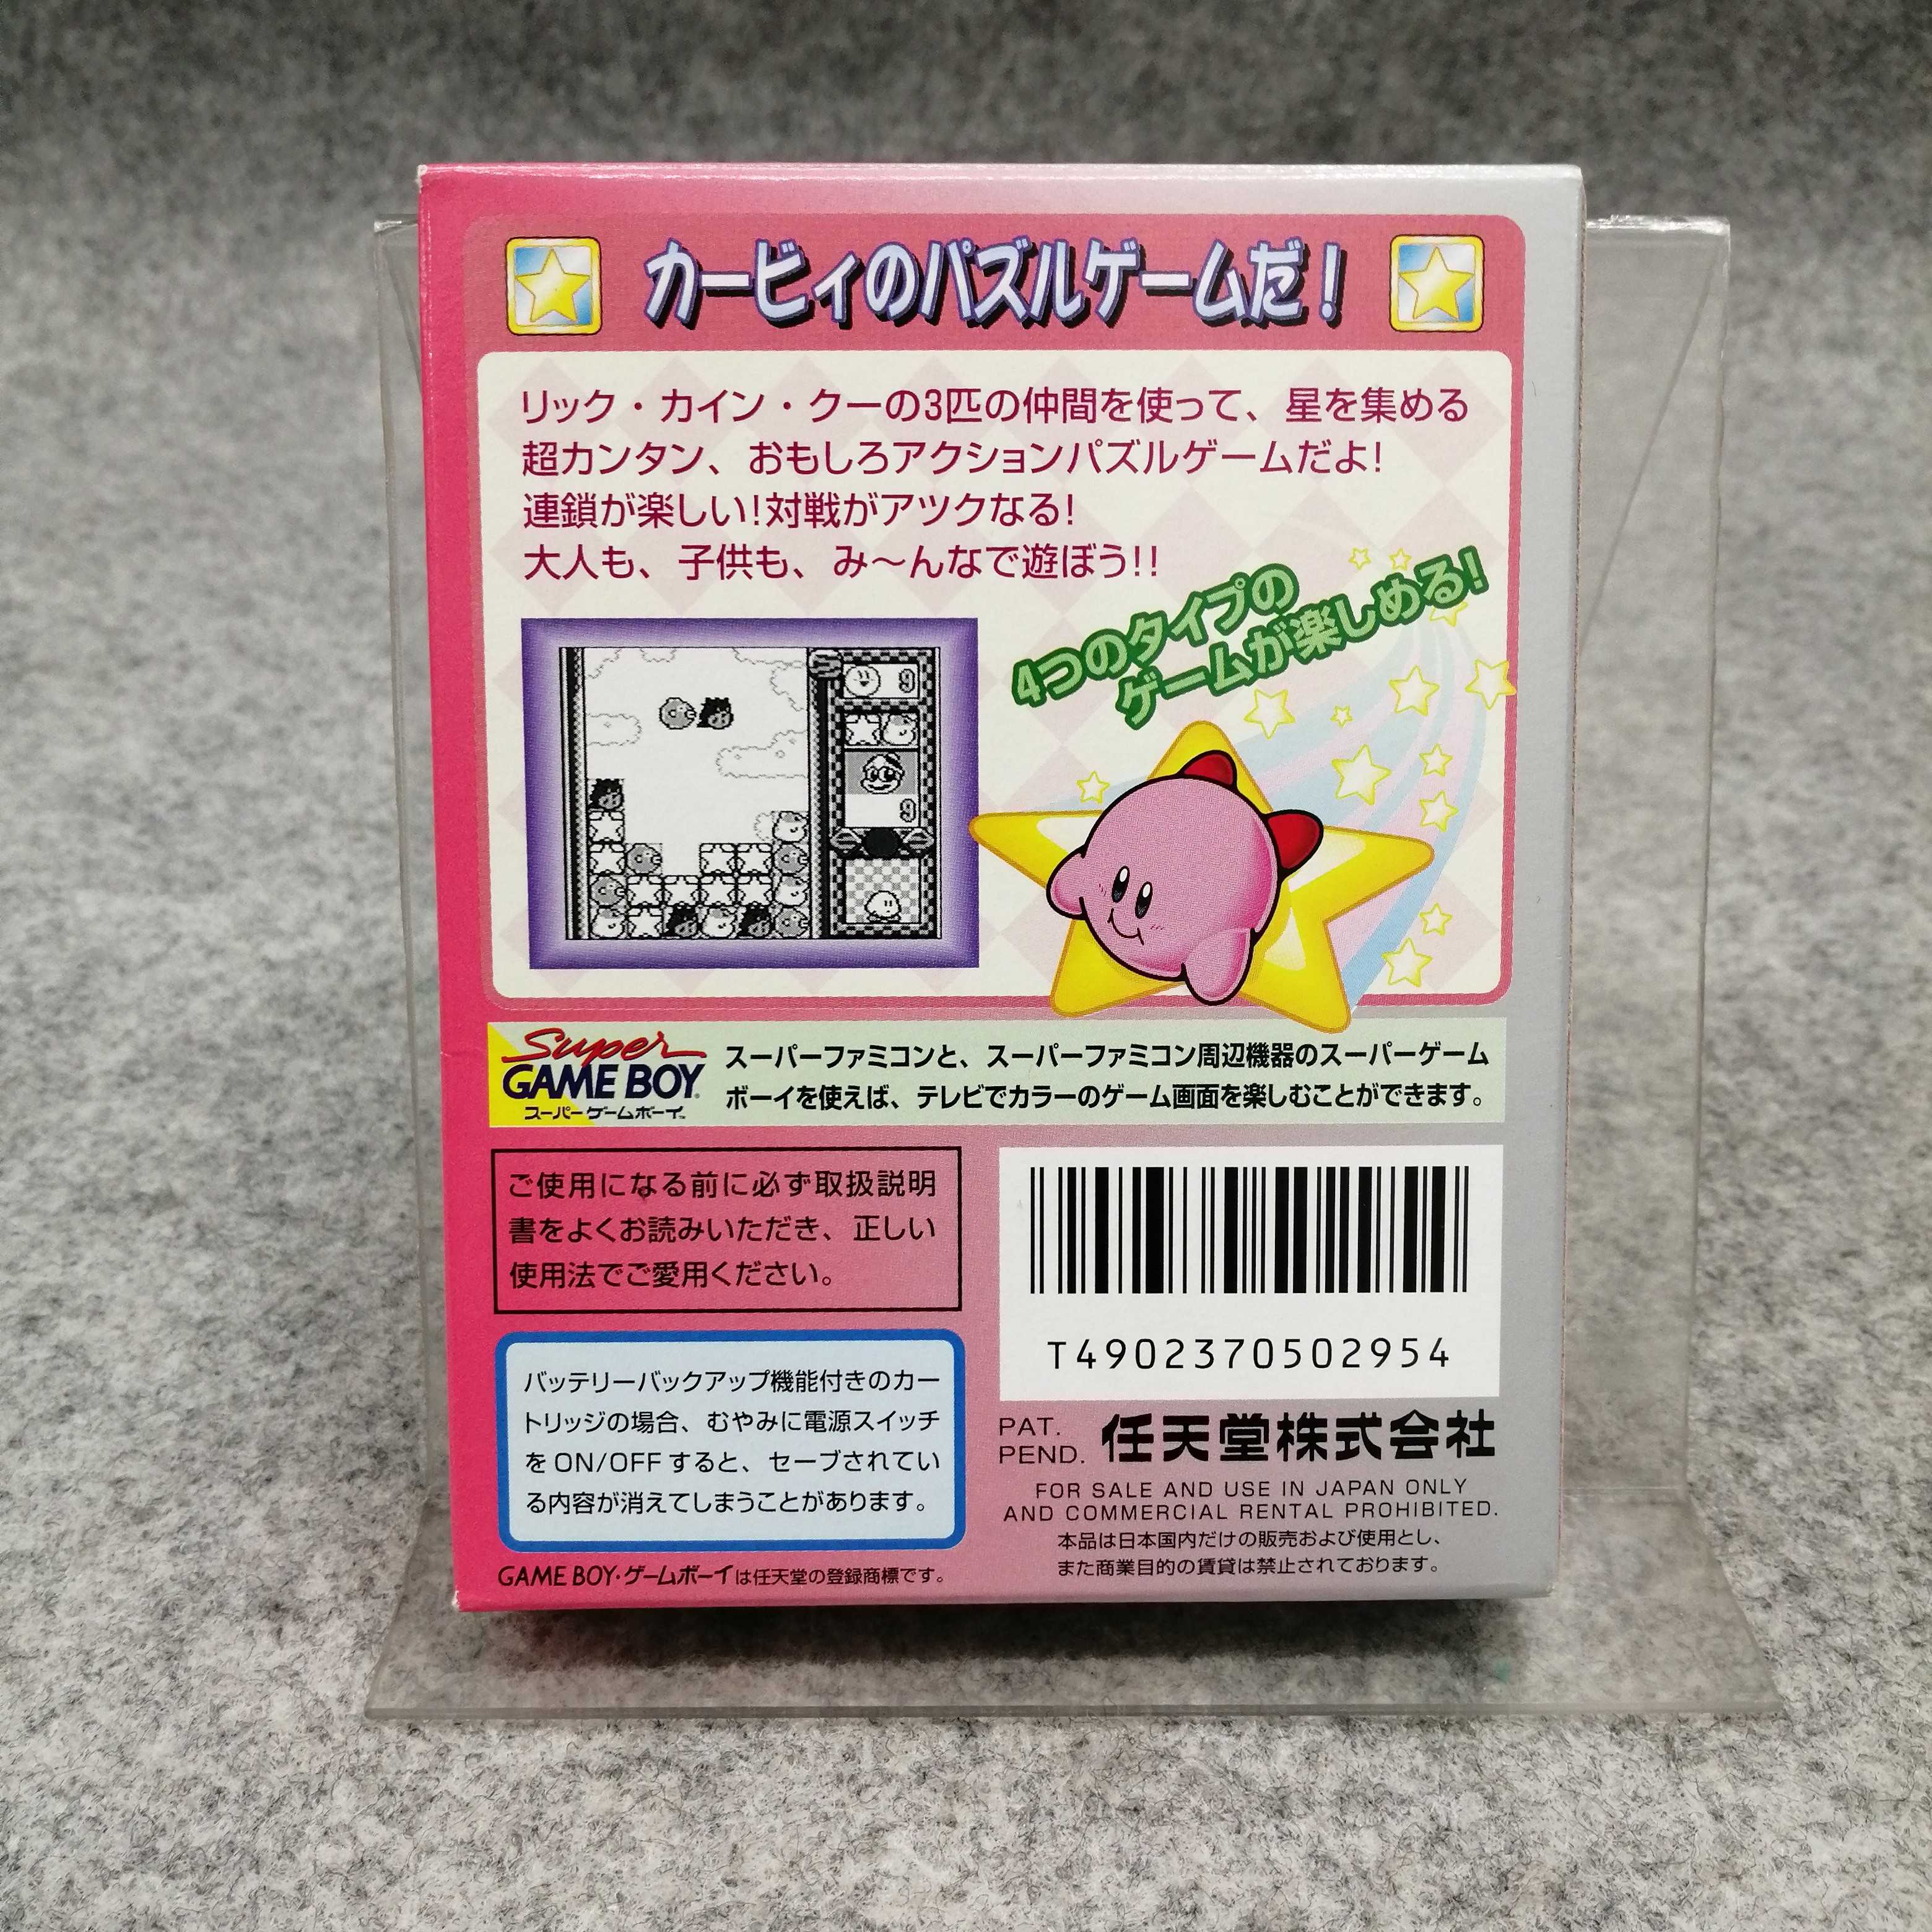 カービィのパズルゲームだ!
リック・カイン・クーの3匹の仲間を使って、星を集める
超カンタン、おもしろアクションパズルゲームだよ!
連鎖が楽しい!対戦がアツクなる!
大人も、子供も、み〜んなで遊ぼう!!
4つのタイプの
ゲームが楽しめる!
9
9
Super
GAME BOY
スーパーゲームボーイ™
スーパーファミコンと、スーパーファミコン周辺機器のスーパーゲーム
ボーイを使えば、テレビでカラーのゲーム画面を楽しむことができます。
ご使用になる前に必ず取扱説明
書をよくお読みいただき、正しい
使用法でご愛用ください。
バッテリーバックアップ機能付きのカー
トリッジの場合、むやみに電源スイッチ
をON/OFFすると、セーブされてい
る内容が消えてしまうことがあります。
GAME BOY・ゲームボーイは任天堂の登録商標です。
T4902370502954
PAT.
PEND. 任天堂株式会社
FOR SALE AND USE IN JAPAN ONLY
AND COMMERCIAL RENTAL PROHIBITED.
本品は日本国内だけの販売および使用とし、
また商業目的の賃貸は禁止されております。